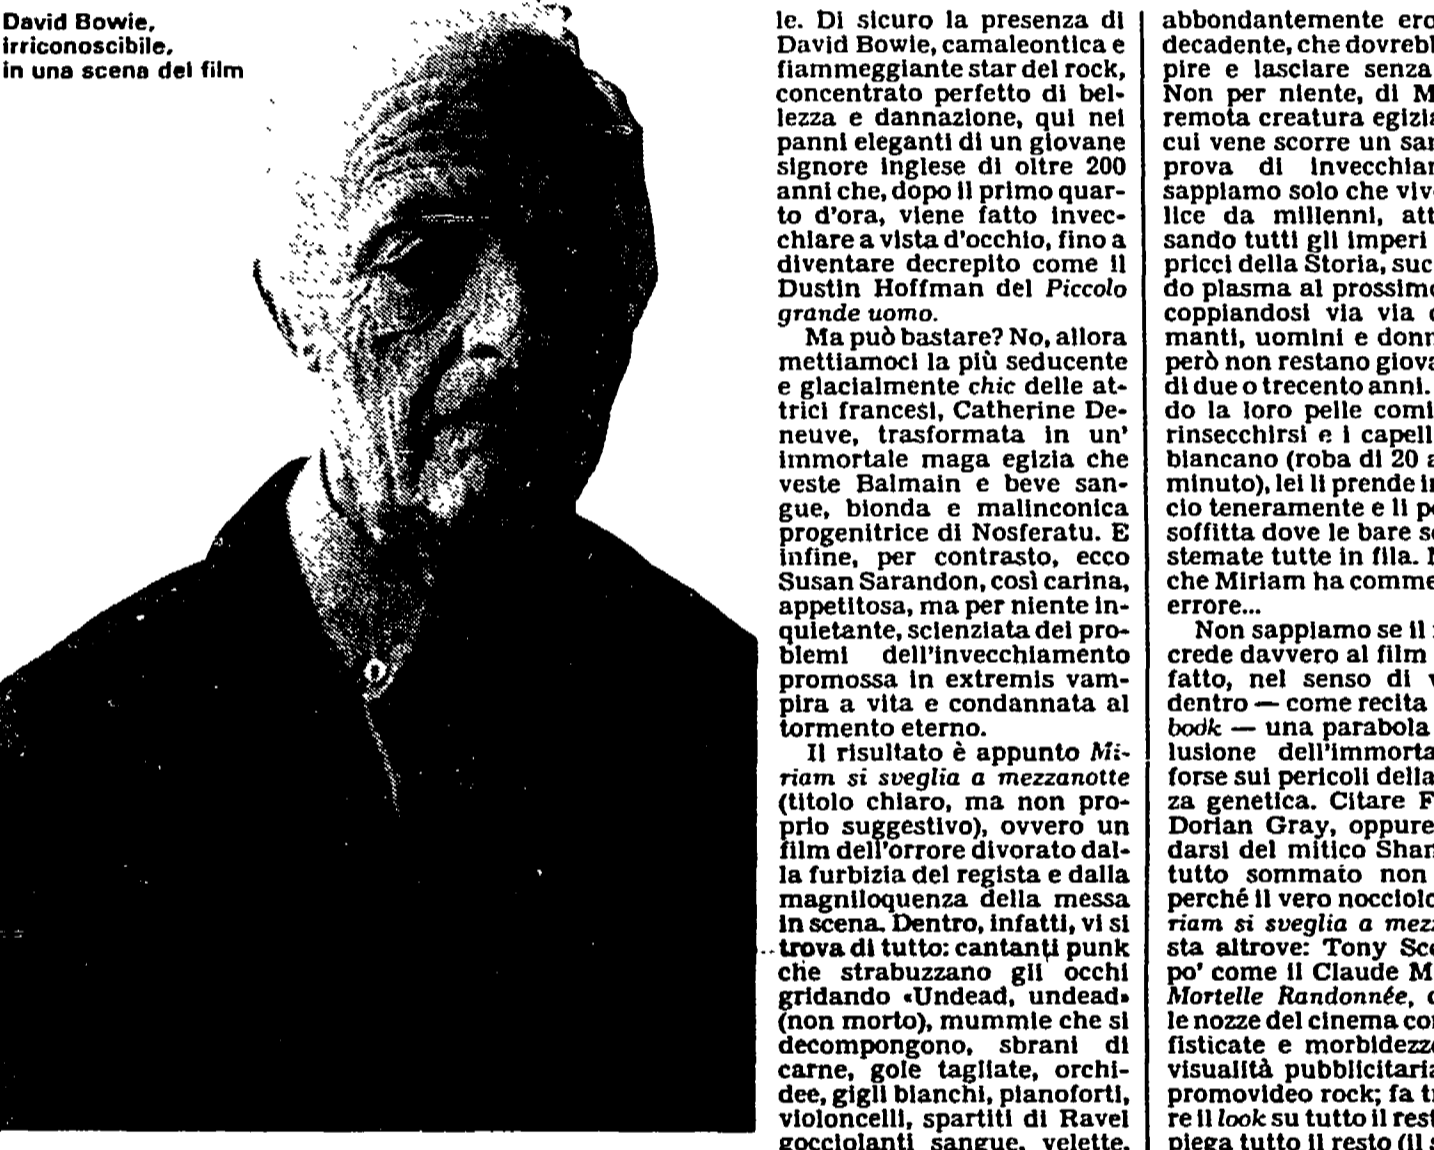 David Bowie,
irriconoscibile,
in una scena del film
le. Di sicuro la presenza di
David Bowie, camaleontica e
fiammeggiante star del rock,
concentrato perfetto di bel-
lezza e dannazione, qui nei
panni eleganti di un giovane
signore inglese di oltre 200
anni che, dopo il primo quar-
to d'ora, viene fatto invec-
chiare a vista d'occhio, fino a
diventare decrepito come il
Dustin Hoffman del Piccolo
grande uomo.
Ma può bastare? No, allora
mettiamoci la più seducente
e glacialmente chic delle at-
trici francesi, Catherine De-
neuve, trasformata in un'
immortale maga egizia che
veste Balmain e beve san-
gue, bionda e malinconica
progenitrice di Nosferatu. E
infine, per contrasto, ecco
Susan Sarandon, così carina,
appetitosa, ma per niente in-
quietante, scienziata dei pro-
blemi dell'invecchiamento
promossa in extremis vam-
pira a vita e condannata al
tormento eterno.
Il risultato è appunto Mi-
riam si sveglia a mezzanotte
(titolo chiaro, ma non pro-
prio suggestivo), ovvero un
film dell'orrore divorato dal-
la furbizia del regista e dalla
magniloquenza della messa
in scena. Dentro, infatti, vi si
trova di tutto: cantanti punk
che strabuzzano gli occhi
gridando «Undead, undead»
(non morto), mummie che si
decompongono, sbrani di
carne, gole tagliate, orchi-
dee, gigli bianchi, pianoforti,
violoncelli, spartiti di Ravel
gocciolanti sangue, velette,
abbondantemente ero
decadente, che dovrebb
pire e lasciare senza
Non per niente, di M
remota creatura egizia
cui vene scorre un san
prova di invecchiam
sappiamo solo che viv
lice da millenni, att
sando tutti gli imperi
pricci della Storia, suc
do plasma al prossimo
coppiandosi via via
manti, uomini e donn
però non restano giova
di due o trecento anni.
do la loro pelle comi
rinsecchirsi e i capell
biancano (roba di 20 a
minuto), lei li prende in
cio teneramente e li po
soffitta dove le bare so
stemate tutte in fila.
che Miriam ha comme
errore...
Non sappiamo se il
crede davvero al film
fatto, nel senso di
dentro — come recita
book — una parabola
lusione dell'immorta
forse sui pericoli della
za genetica. Citare F
Dorian Gray, oppure
darsi del mitico Shan
tutto sommato non
perché il vero nocciolo
riam si sveglia a mezz
sta altrove: Tony Sco
po' come il Claude M
Mortelle Randonnée,
le nozze del cinema con
fisticate e morbidezz
visualità pubblicitaria
promovideo rock; fa tr
re il look su tutto il rest
piega tutto il resto (il s